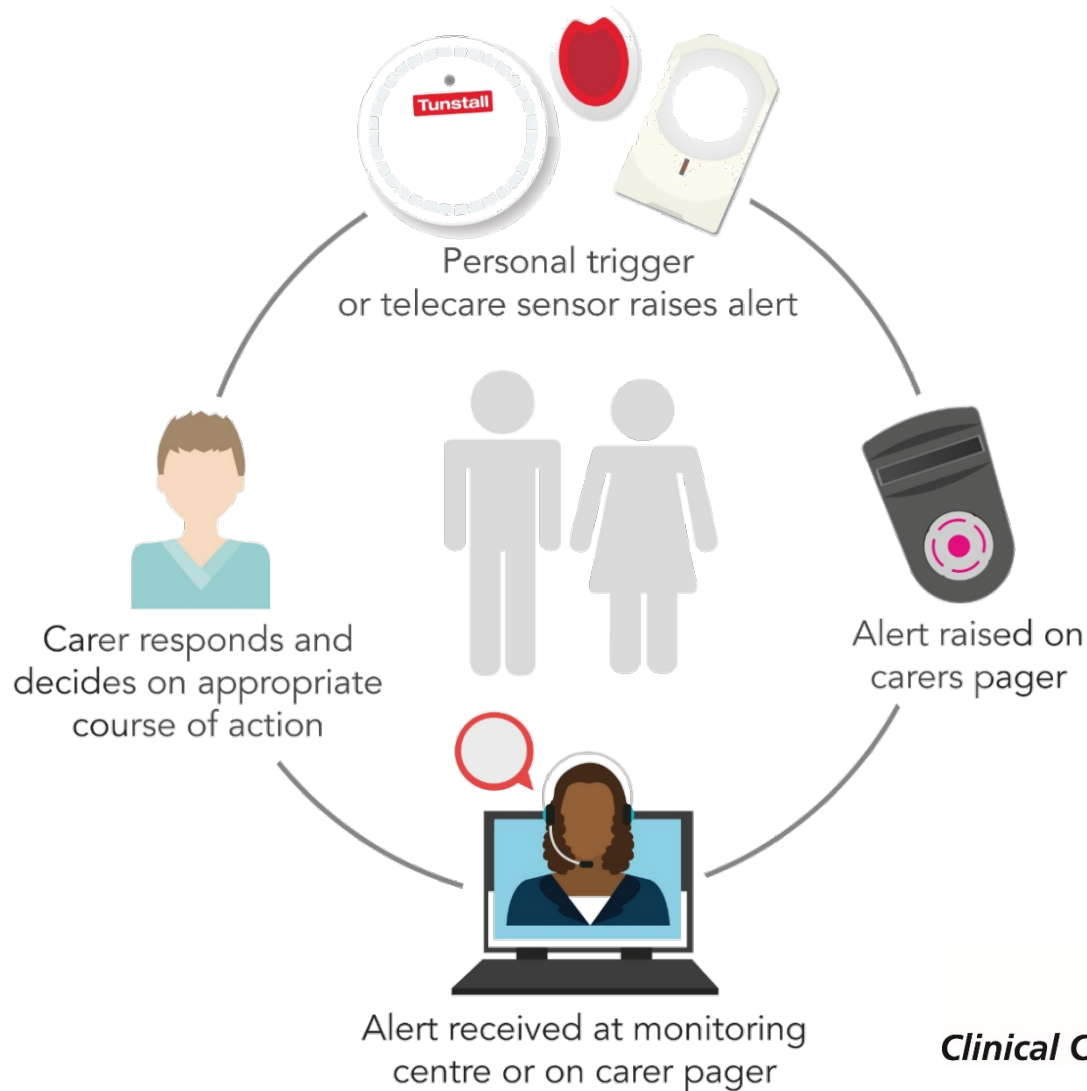 Tunstall
Personal trigger
or telecare sensor raises alert
Alert raised on
carers pager
Carer responds and
decides on appropriate
course of action
Alert received at monitoring
centre or on carer pager
Clinical